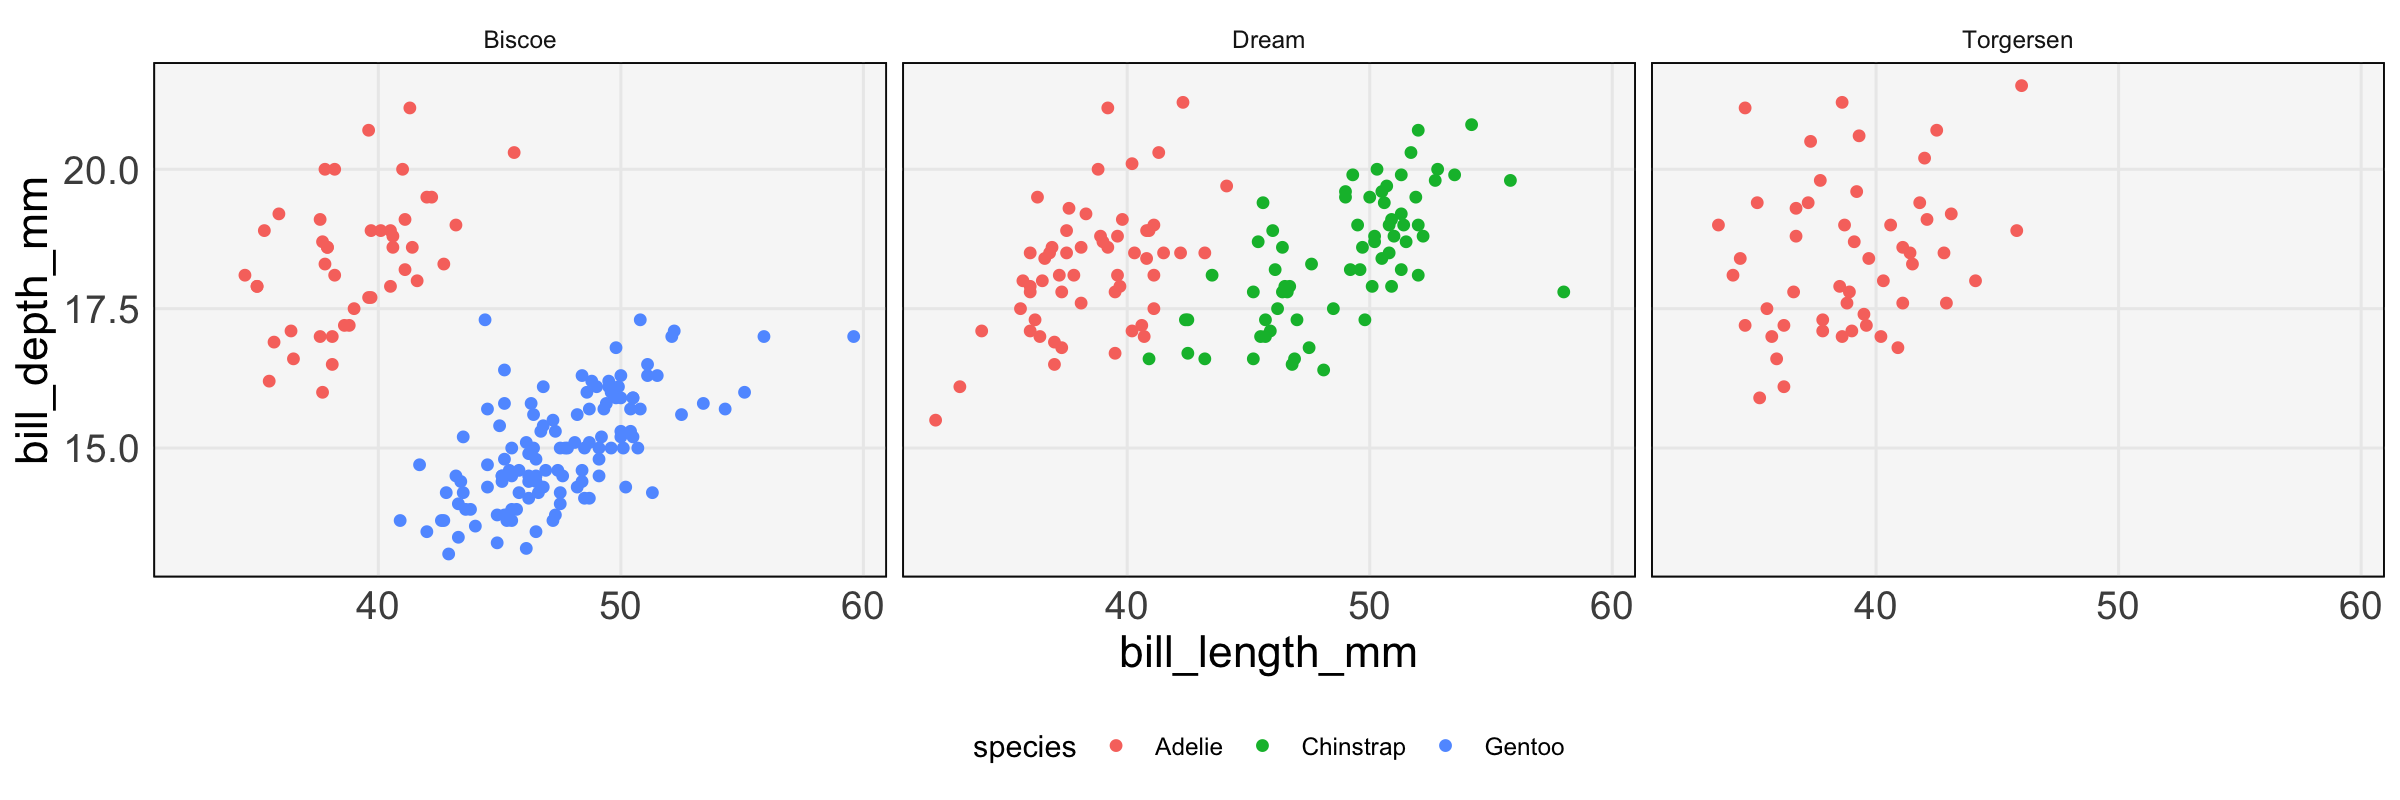 Biscoe Dream Torgersen
20.0
17.5
15.0
bill_depth_mm
40 50 60 40 50 60 40 50 60
bill_length_mm
species Adelie Chinstrap Gentoo